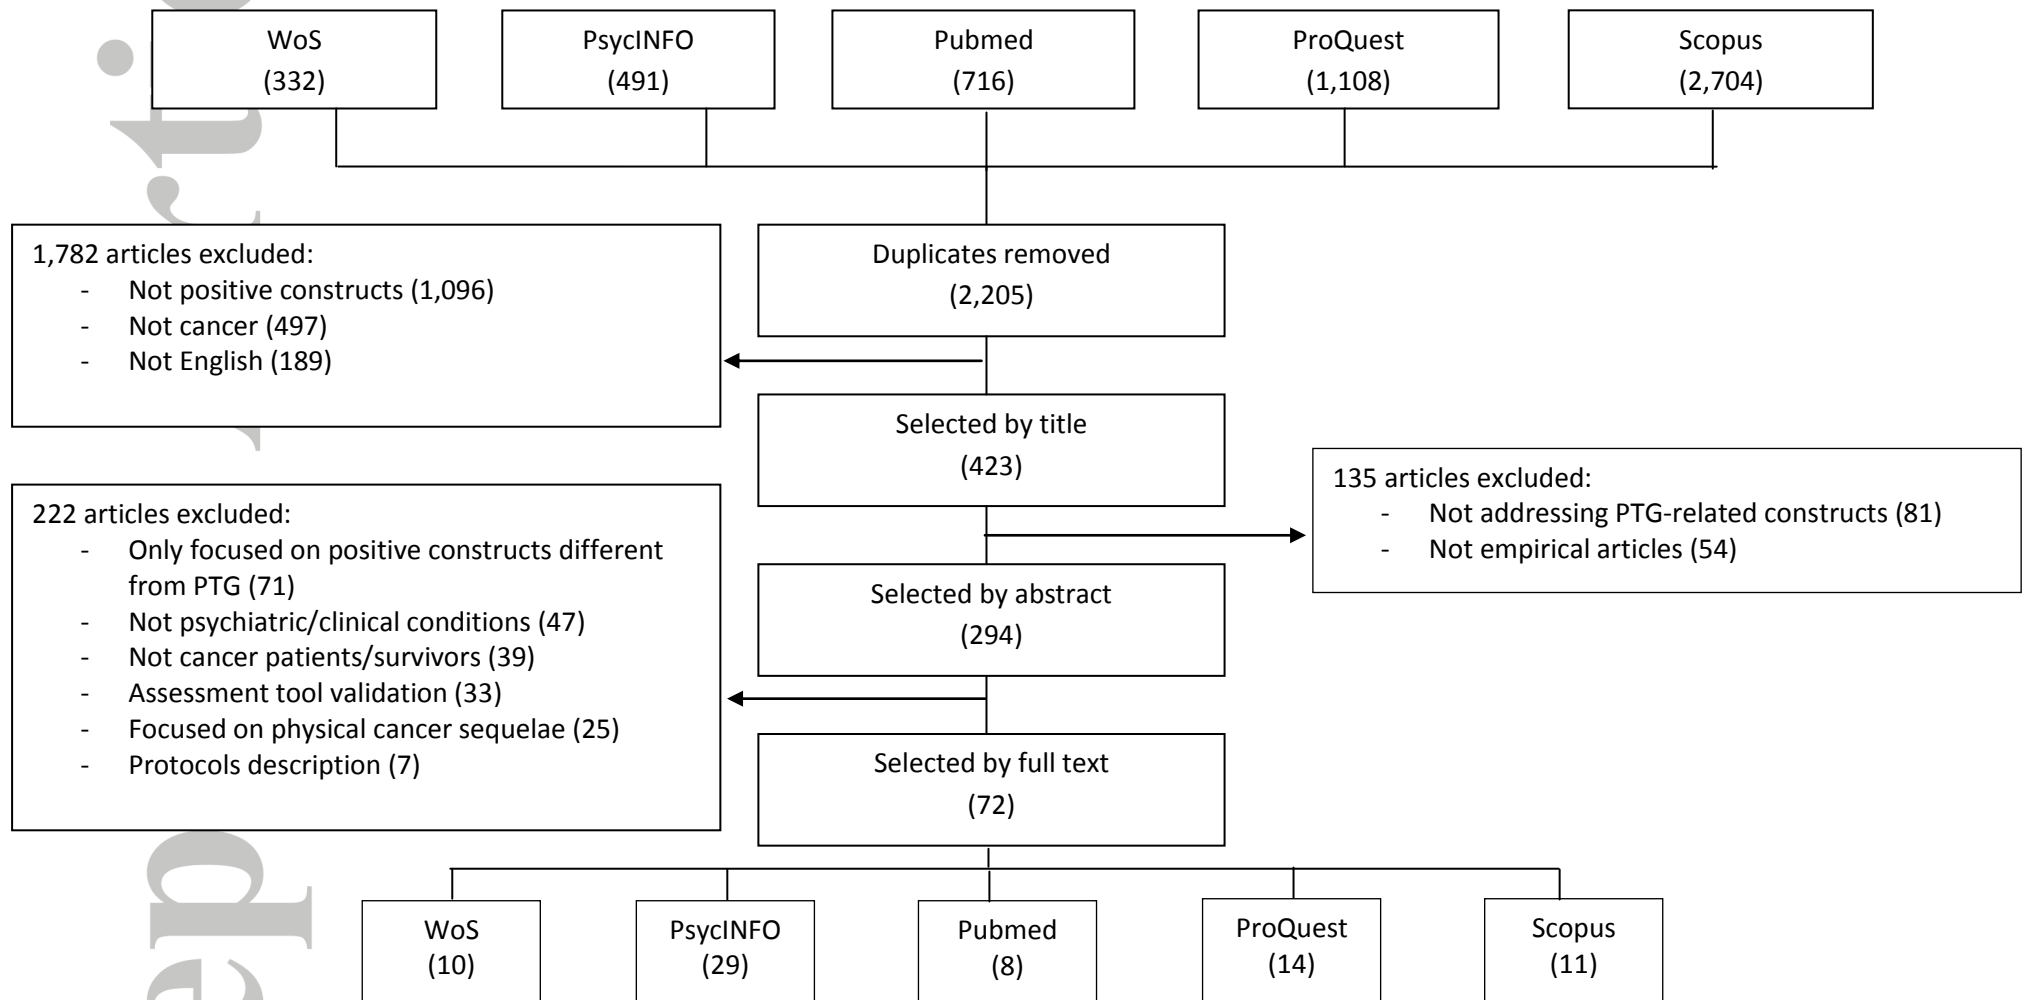 WoS
(332)
PsycINFO
(491)
Pubmed
(716)
ProQuest
(1,108)
Scopus
(2,704)
Duplicates removed
(2,205)
1,782 articles excluded:
- Not positive constructs (1,096)
- Not cancer (497)
- Not English (189)
Selected by title
(423)
135 articles excluded:
- Not addressing PTG-related constructs (81)
- Not empirical articles (54)
Selected by abstract
(294)
222 articles excluded:
- Only focused on positive constructs different
from PTG (71)
- Not psychiatric/clinical conditions (47)
- Not cancer patients/survivors (39)
- Assessment tool validation (33)
- Focused on physical cancer sequelae (25)
- Protocols description (7)
Selected by full text
(72)
WoS
(10)
PsycINFO
(29)
Pubmed
(8)
ProQuest
(14)
Scopus
(11)